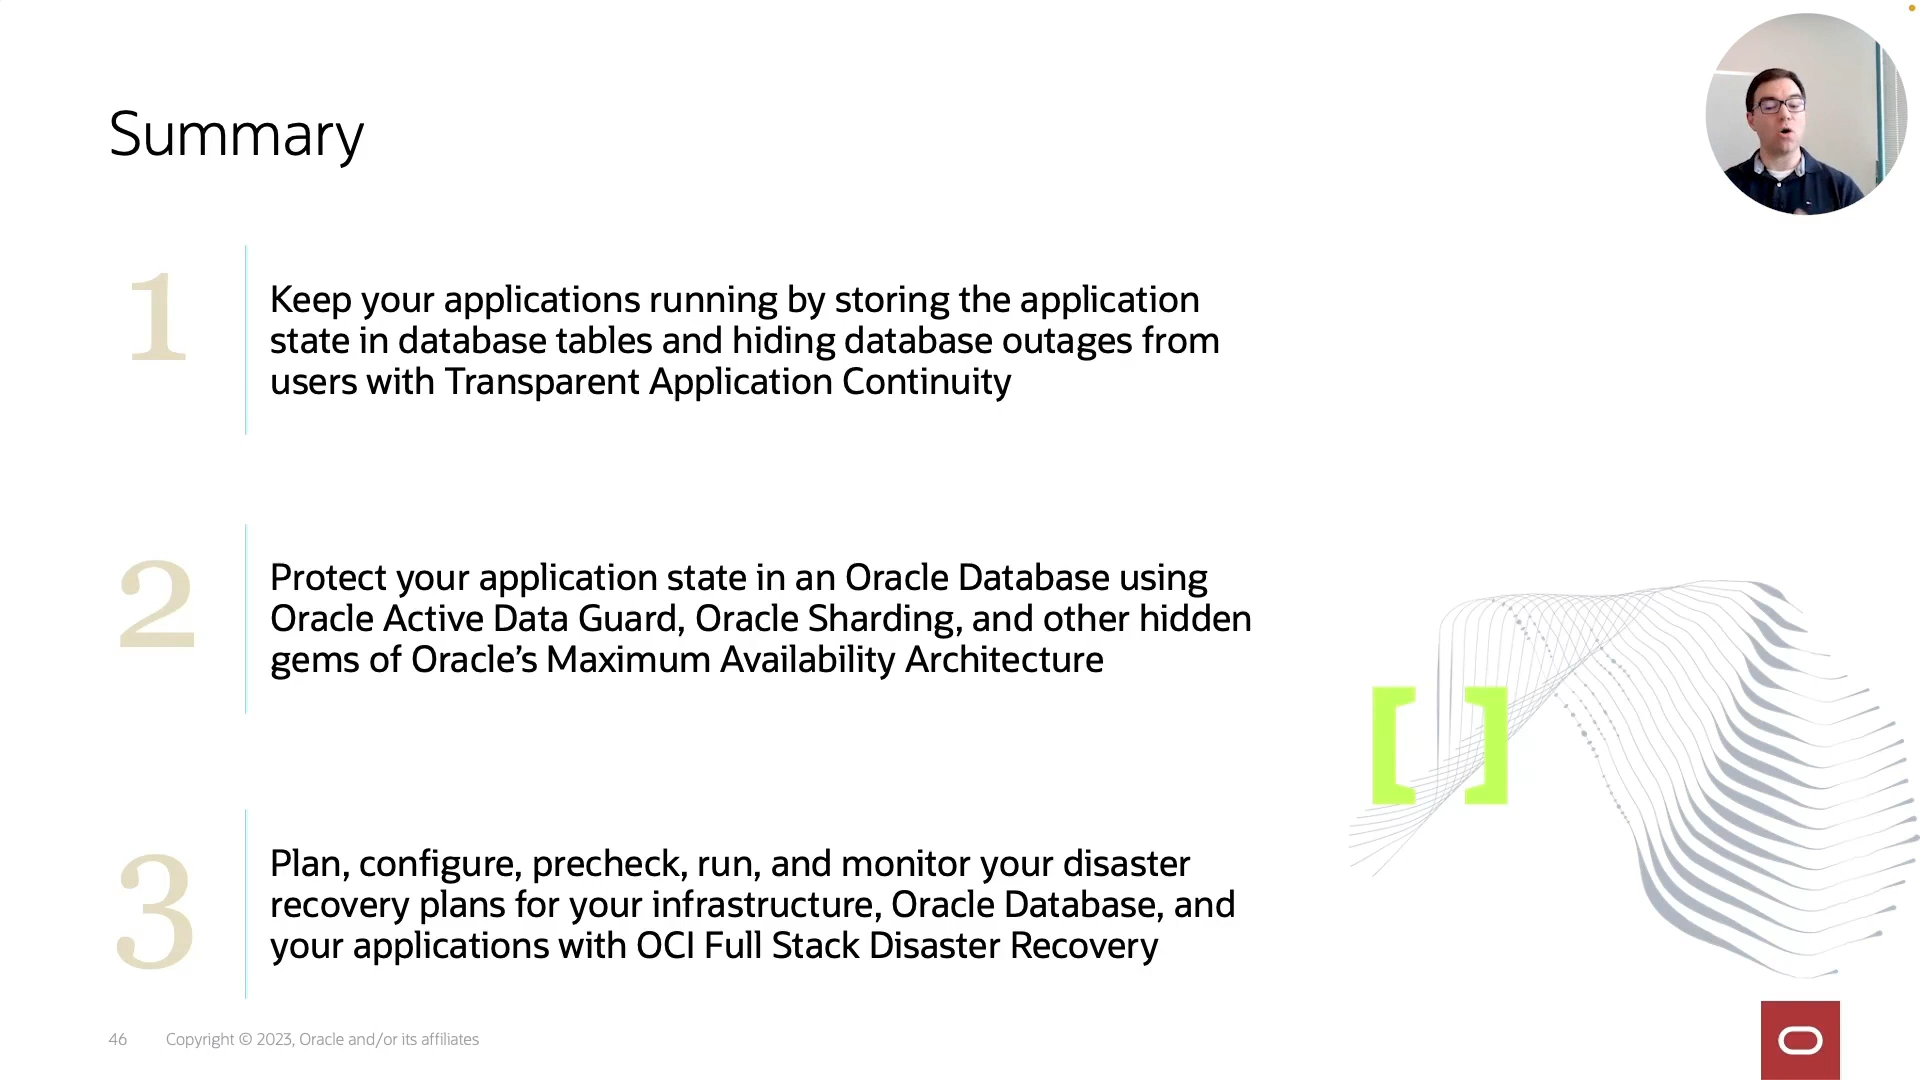 Summary
1
Keep your applications running by storing the application
state in database tables and hiding database outages from
users with Transparent Application Continuity
2
Protect your application state in an Oracle Database using
Oracle Active Data Guard, Oracle Sharding, and other hidden
gems of Oracle’s Maximum Availability Architecture
3
Plan, configure, precheck, run, and monitor your disaster
recovery plans for your infrastructure, Oracle Database, and
your applications with OCI Full Stack Disaster Recovery
46 Copyright © 2023, Oracle and/or its affiliates